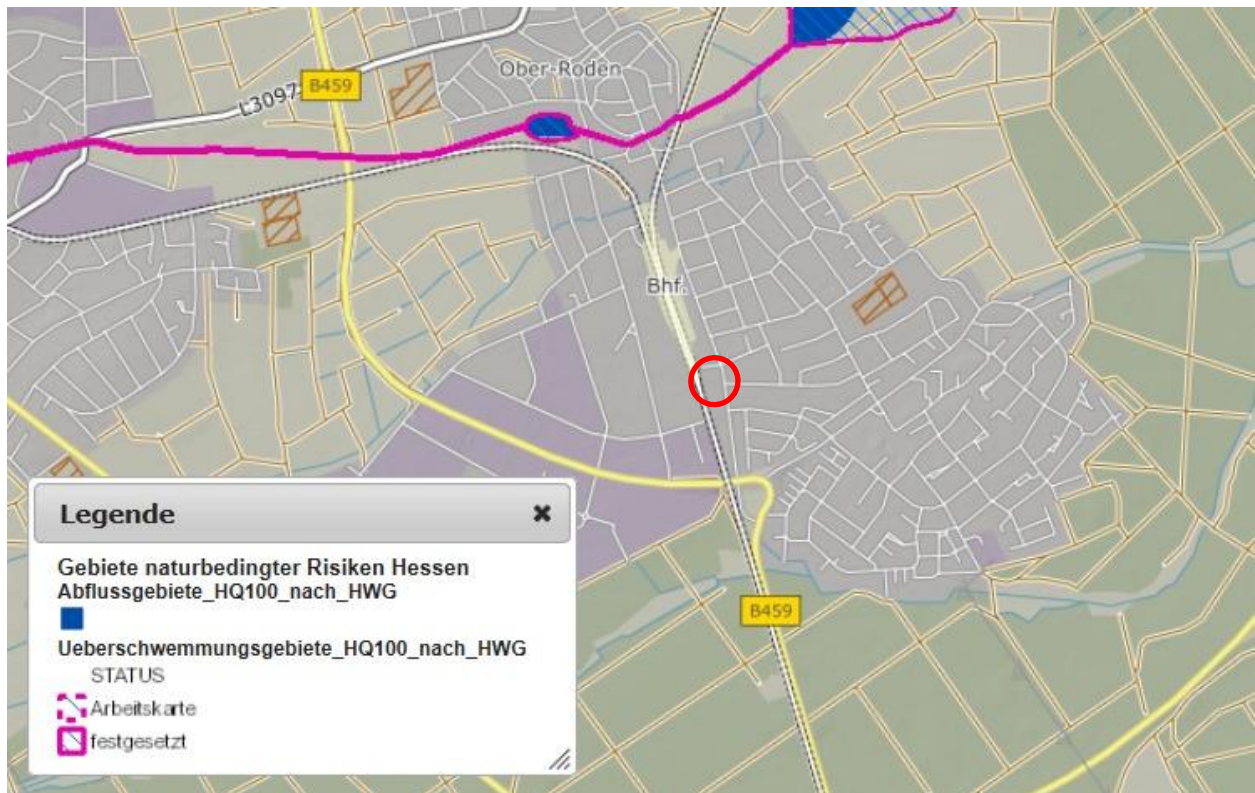 Ober-Roden
B459
L3097
Bhf.
Legende
Gebiete naturbedingter Risiken Hessen
Abflussgebiete_HQ100_nach_HWG
Ueberschwemmungsgebiete_HQ100_nach_HWG
STATUS
Arbeitskarte
festgesetzt
B459